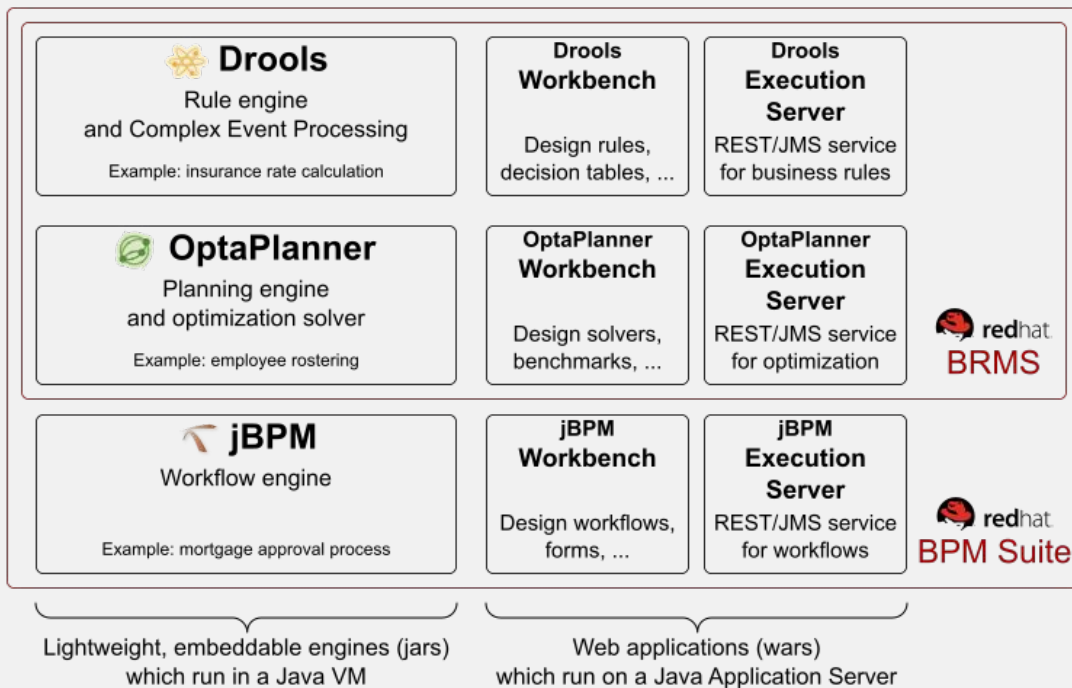 Drools
Rule engine
and Complex Event Processing
Example: insurance rate calculation
Drools
Workbench
Design rules,
decision tables, ...
Drools
Execution
Server
REST/JMS service
for business rules
OptaPlanner
Planning engine
and optimization solver
Example: employee rostering
OptaPlanner
Workbench
Design solvers,
benchmarks, ...
OptaPlanner
Execution
Server
REST/JMS service
for optimization
redhat.
BRMS
jBPM
Workflow engine
Example: mortgage approval process
jBPM
Workbench
Design workflows,
forms, ...
jBPM
Execution
Server
REST/JMS service
for workflows
redhat.
BPM Suite
Lightweight, embeddable engines (jars)
which run in a Java VM
Web applications (wars)
which run on a Java Application Server